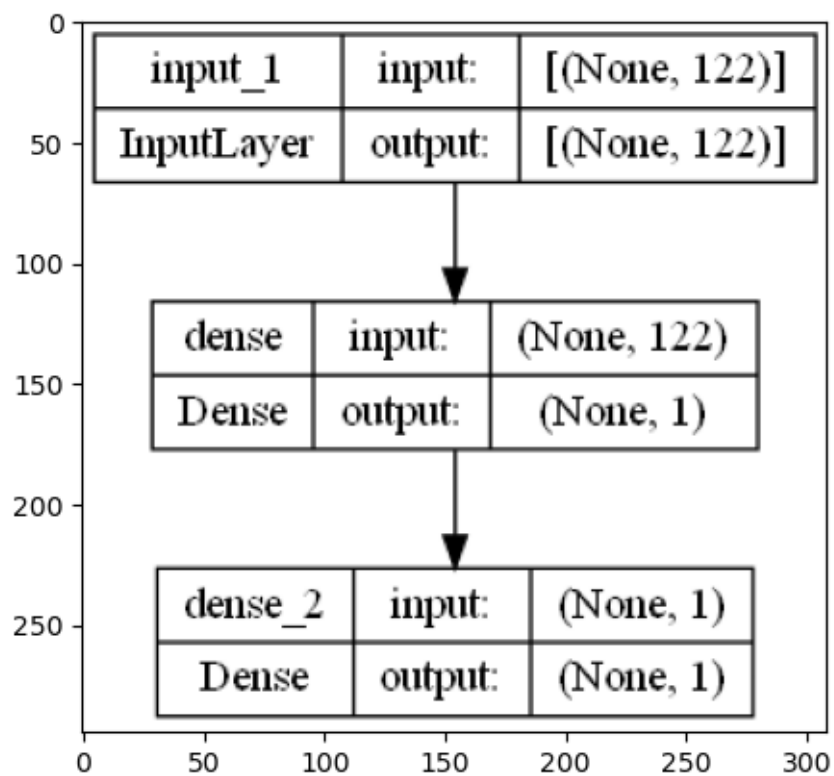 0
50
100
150
200
250
input_1 input: [(None, 122)]
InputLayer output: [(None, 122)]
dense input: (None, 122)
Dense output: (None, 1)
dense_2 input: (None, 1)
Dense output: (None, 1)
0 50 100 150 200 250 300